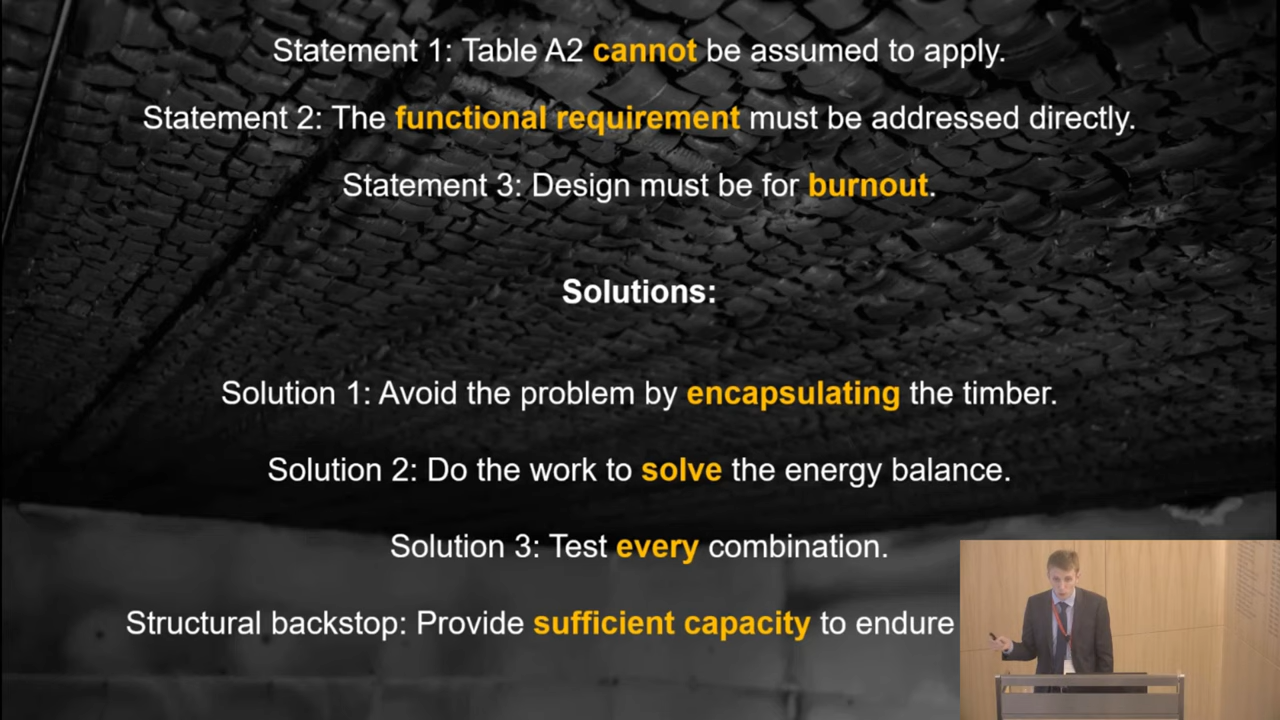 Statement 1: Table A2 cannot be assumed to apply.
Statement 2: The functional requirement must be addressed directly.
Statement 3: Design must be for burnout.
Solutions:
Solution 1: Avoid the problem by encapsulating the timber.
Solution 2: Do the work to solve the energy balance.
Solution 3: Test every combination.
Structural backstop: Provide sufficient capacity to endure